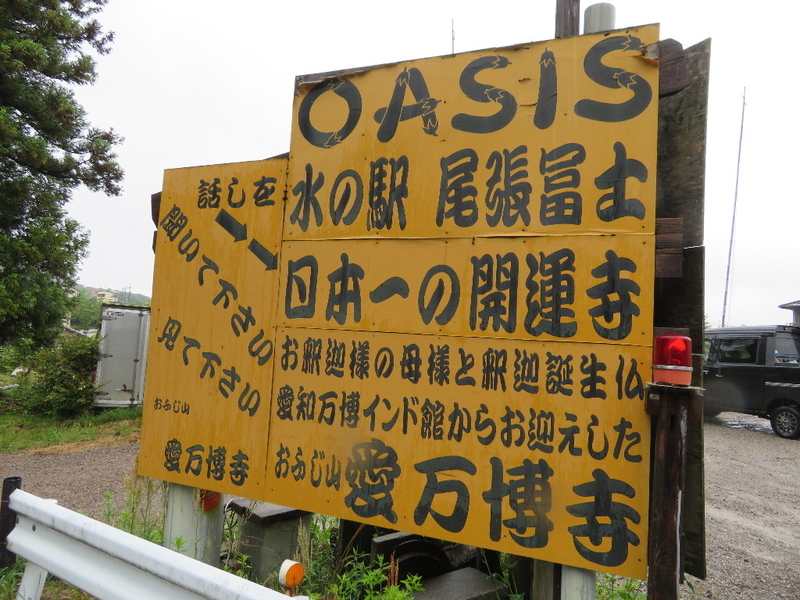 OASIS
水の駅 尾張冨士
日本一の開運寺
お釈迦様の母様と釈迦誕生仏
愛知万博インド館からお迎えした
おふじ山 愛万博寺
話しを
聞いて下さい
見て下さい
おふじ山
愛万博寺